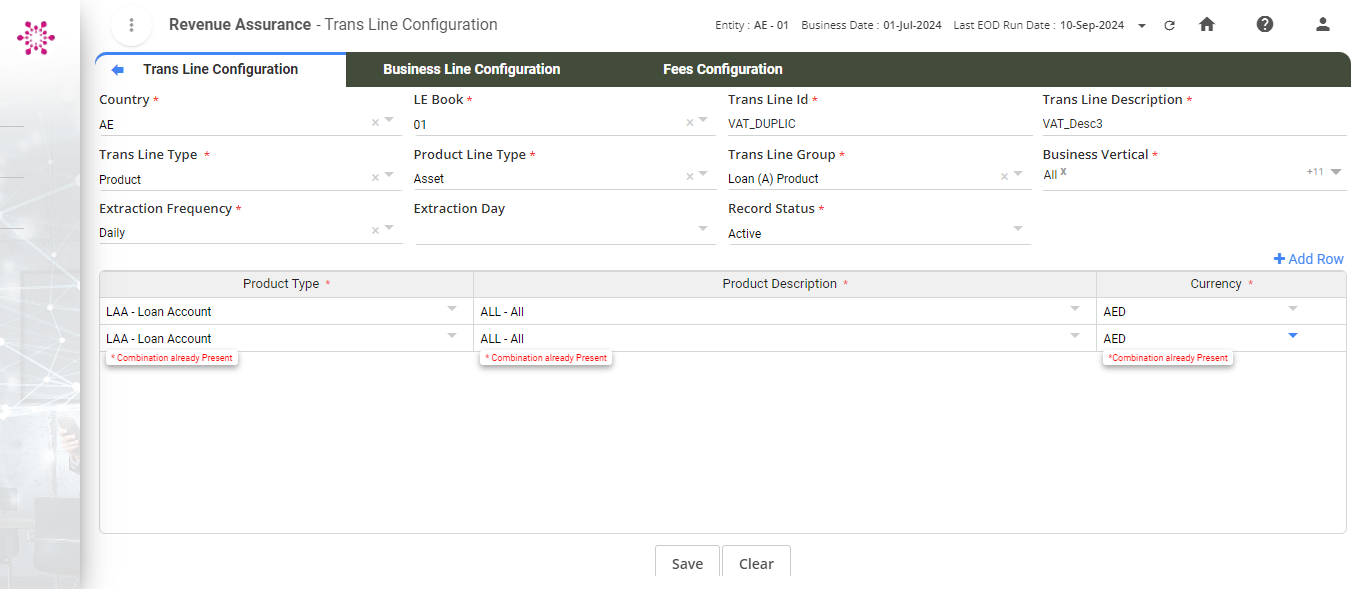 Revenue Assurance - Trans Line Configuration
Entity : AE - 01 Business Date : 01-Jul-2024 Last EOD Run Date : 10-Sep-2024
Trans Line Configuration Business Line Configuration Fees Configuration
Country * LE Book * Trans Line Id * Trans Line Description *
AE × 01 × VAT_DUPLIC VAT_Desc3
Trans Line Type * Product Line Type * Trans Line Group * Business Vertical *
Product × Asset × Loan (A) Product × All x +11
Extraction Frequency * Extraction Day Record Status *
Daily × Active
+ Add Row
Product Type * Product Description * Currency *
LAA - Loan Account ALL - All AED
LAA - Loan Account ALL - All AED
* Combination already Present * Combination already Present *Combination already Present
Save Clear